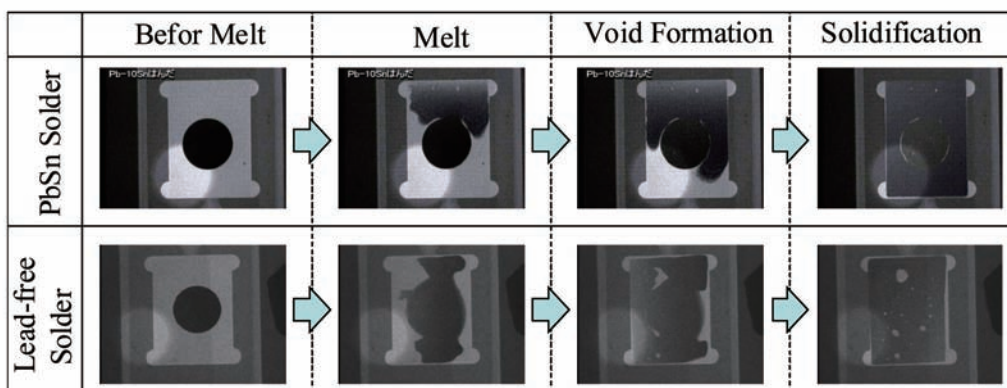 Befor Melt
Melt
Void Formation
Solidification
PbSn Solder
Pb-10Snはんだ
Pb-10Snはんだ
Pb-10Snはんだ
Lead-free
Solder